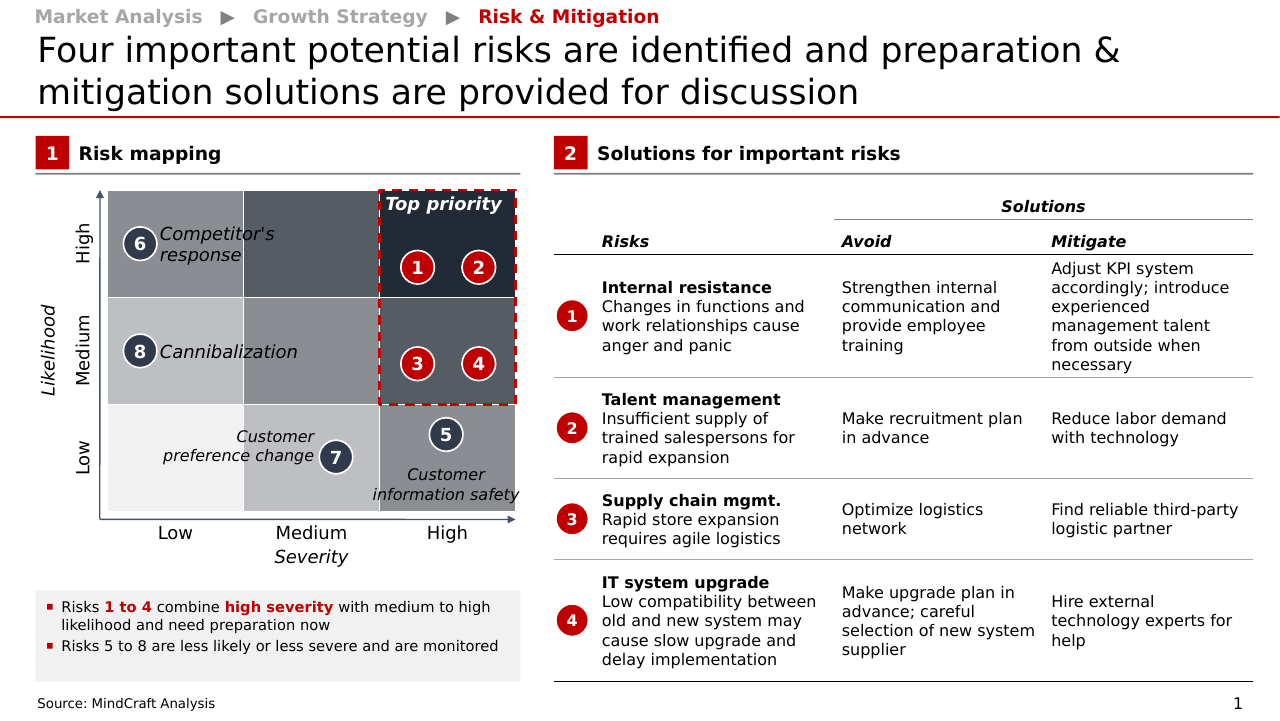 Market Analysis ▶ Growth Strategy ▶ Risk & Mitigation
Four important potential risks are identified and preparation &
mitigation solutions are provided for discussion
1 Risk mapping
Likelihood
High
Medium
Low
Top priority
6 Competitor's
response
1 2
8 Cannibalization
3 4
Customer
preference change 7
5
Customer
information safety
Low Medium High
Severity
▪ Risks 1 to 4 combine high severity with medium to high
likelihood and need preparation now
▪ Risks 5 to 8 are less likely or less severe and are monitored
2 Solutions for important risks
Solutions
Risks Avoid Mitigate
1
Internal resistance
Changes in functions and
work relationships cause
anger and panic
Strengthen internal
communication and
provide employee
training
Adjust KPI system
accordingly; introduce
experienced
management talent
from outside when
necessary
2
Talent management
Insufficient supply of
trained salespersons for
rapid expansion
Make recruitment plan
in advance
Reduce labor demand
with technology
3
Supply chain mgmt.
Rapid store expansion
requires agile logistics
Optimize logistics
network
Find reliable third-party
logistic partner
4
IT system upgrade
Low compatibility between
old and new system may
cause slow upgrade and
delay implementation
Make upgrade plan in
advance; careful
selection of new system
supplier
Hire external
technology experts for
help
Source: MindCraft Analysis
1